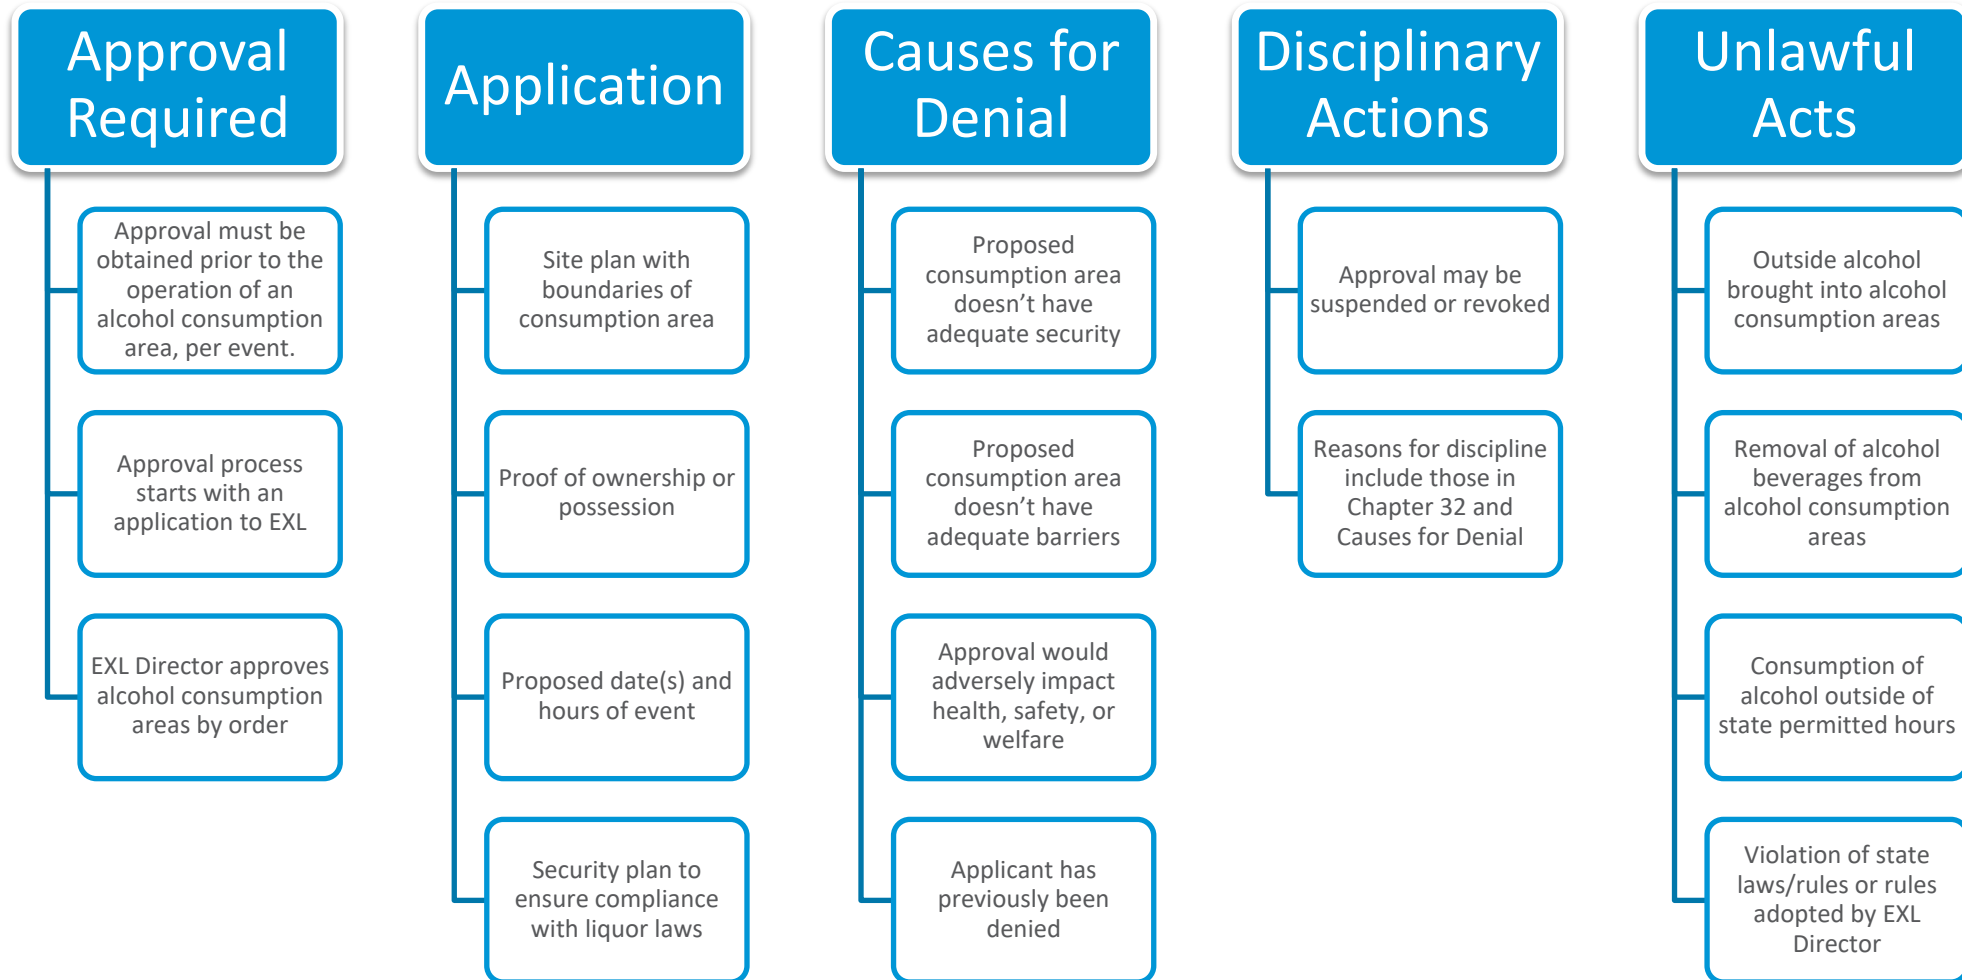 Approval
Required
Approval must be
obtained prior to the
operation of an
alcohol consumption
area, per event.
Approval process
starts with an
application to EXL
EXL Director approves
alcohol consumption
areas by order
Application
Site plan with
boundaries of
consumption area
Proof of ownership or
possession
Proposed date(s) and
hours of event
Security plan to
ensure compliance
with liquor laws
Causes for
Denial
Proposed
consumption area
doesn’t have
adequate security
Proposed
consumption area
doesn’t have
adequate barriers
Approval would
adversely impact
health, safety, or
welfare
Applicant has
previously been
denied
Disciplinary
Actions
Approval may be
suspended or revoked
Reasons for discipline
include those in
Chapter 32 and
Causes for Denial
Unlawful
Acts
Outside alcohol
brought into alcohol
consumption areas
Removal of alcohol
beverages from
alcohol consumption
areas
Consumption of
alcohol outside of
state permitted hours
Violation of state
laws/rules or rules
adopted by EXL
Director